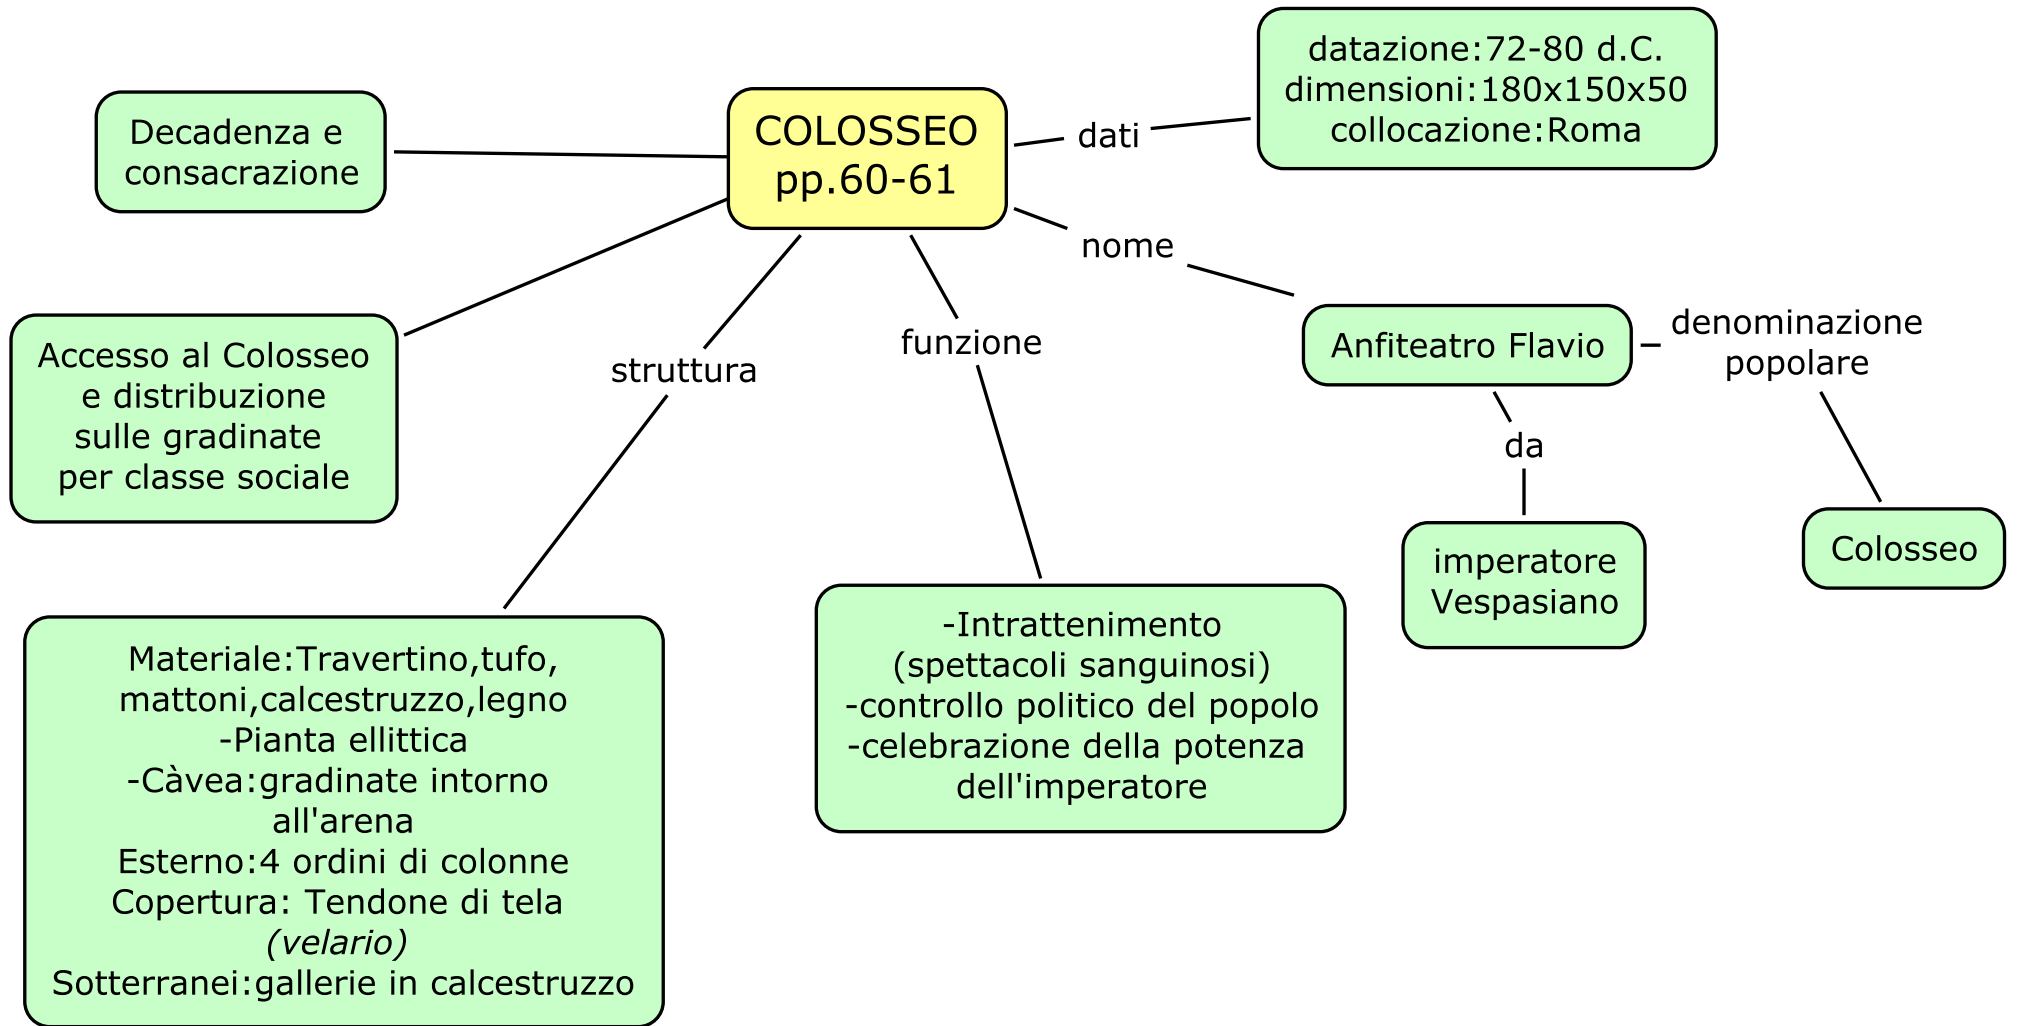 COLOSSEO
pp.60-61
dati
datazione:72-80 d.C.
dimensioni:180x150x50
collocazione:Roma
nome
Anfiteatro Flavio
denominazione
popolare
Colosseo
da
imperatore
Vespasiano
funzione
-Intrattenimento
(spettacoli sanguinosi)
-controllo politico del popolo
-celebrazione della potenza
dell'imperatore
struttura
Materiale:Travertino,tufo,
mattoni,calcestruzzo,legno
-Pianta ellittica
-Càvea:gradinate intorno
all'arena
Esterno:4 ordini di colonne
Copertura: Tendone di tela
(velario)
Sotterranei:gallerie in calcestruzzo
Accesso al Colosseo
e distribuzione
sulle gradinate
per classe sociale
Decadenza e
consacrazione